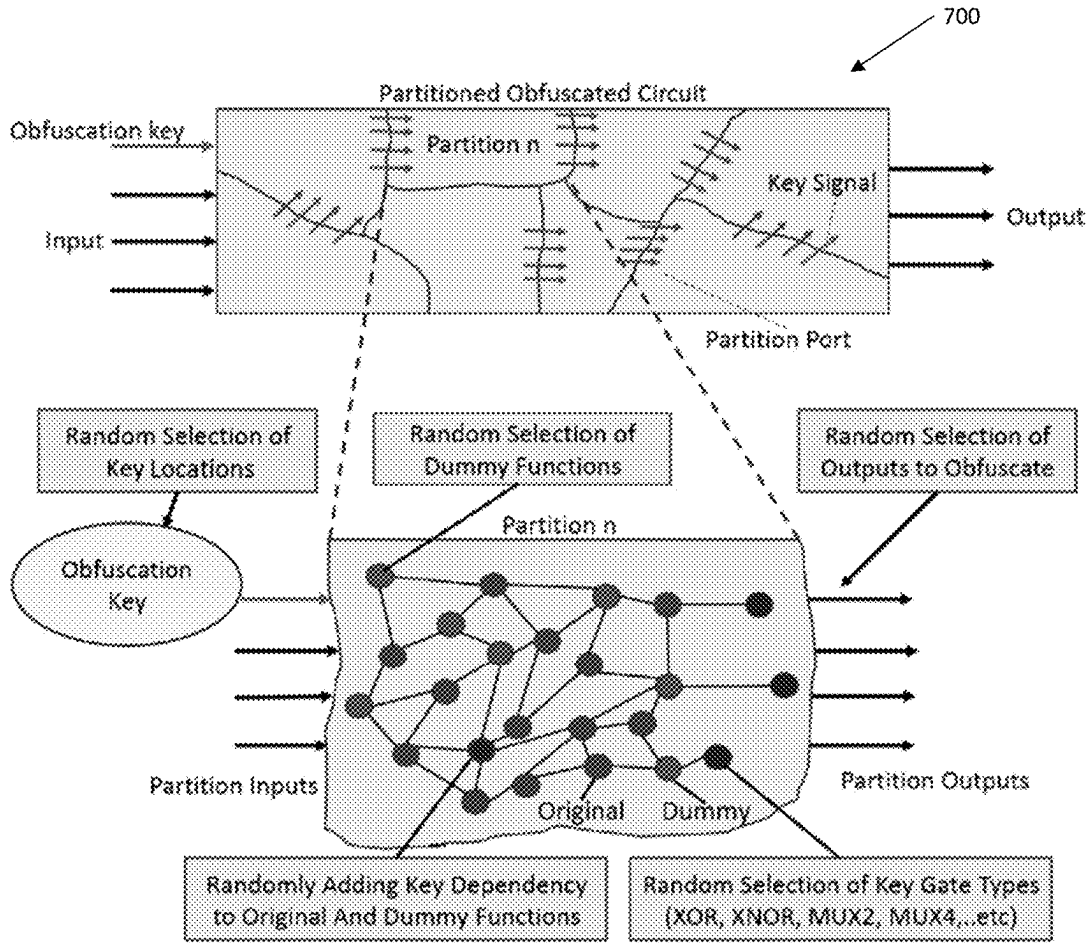 700
Partitioned Obfuscated Circuit
Obfuscation key
Partition n
Key Signal
Input
Output
Partition Port
Random Selection of
Key Locations
Random Selection of
Dummy Functions
Random Selection of
Outputs to Obfuscate
Partition n
Obfuscation
Key
Partition Inputs
Original
Dummy
Partition Outputs
Randomly Adding Key Dependency
to Original And Dummy Functions
Random Selection of Key Gate Types
(XOR, XNOR, MUX2, MUX4,...etc)